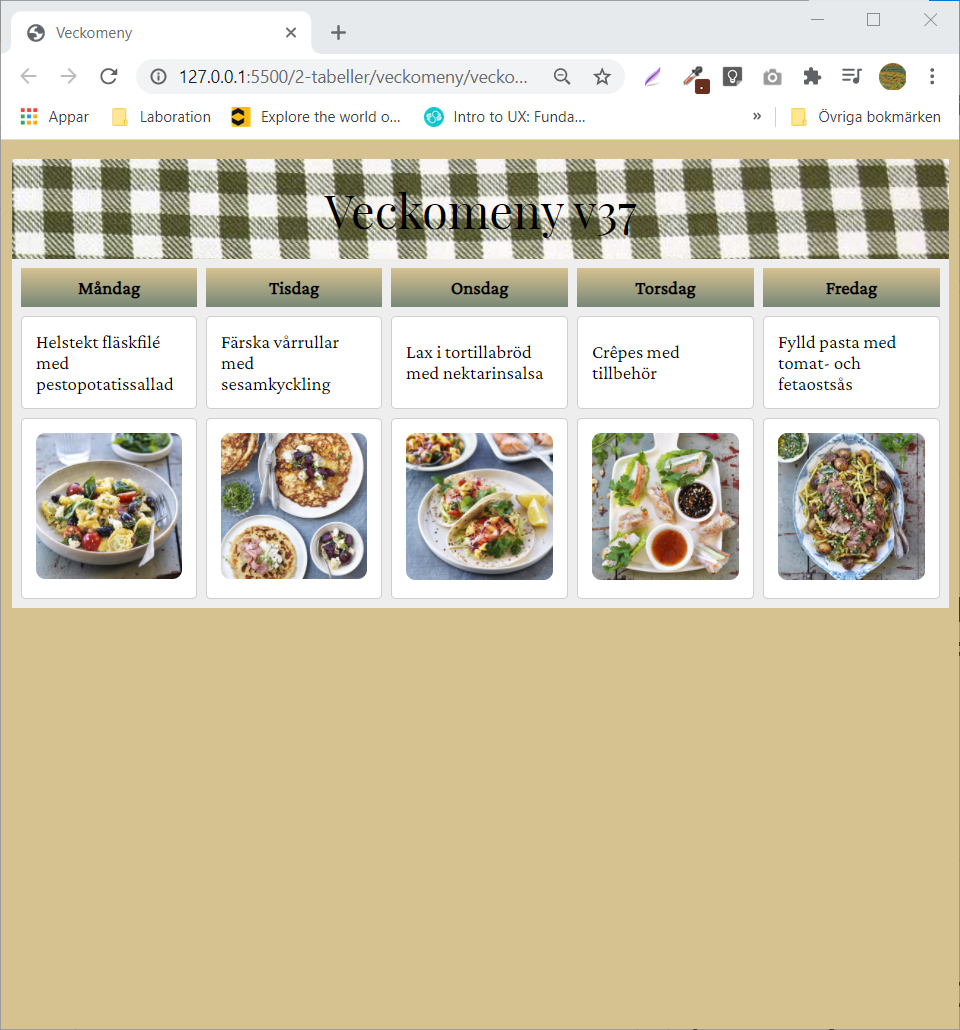 Veckomeny
127.0.0.1:5500/2-tabeller/veckomeny/vecko...
Appar
Laboration
Explore the world o...
Intro to UX: Funda...
»
Övriga bokmärken
Veckomeny v37
Måndag
Tisdag
Onsdag
Torsdag
Fredag
Helstekt fläskfilé
med
pestopotatissallad
Färska vårrullar
med
sesamkyckling
Lax i tortillabröd
med nektarinsalsa
Crêpes med
tillbehör
Fylld pasta med
tomat- och
fetaostsås